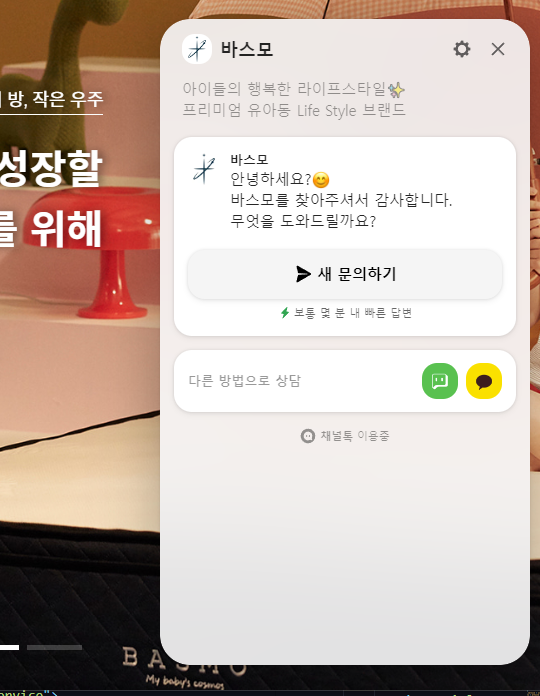 방, 작은 우주
성장할
를 위해
바스모
아이들의 행복한 라이프스타일✨
프리미엄 유아동 Life Style 브랜드
바스모
안녕하세요?😊
바스모를 찾아주셔서 감사합니다.
무엇을 도와드릴까요?
새 문의하기
보통 몇 분 내 빠른 답변
다른 방법으로 상담
채널톡 이용중
BASMO
My baby's cosmos